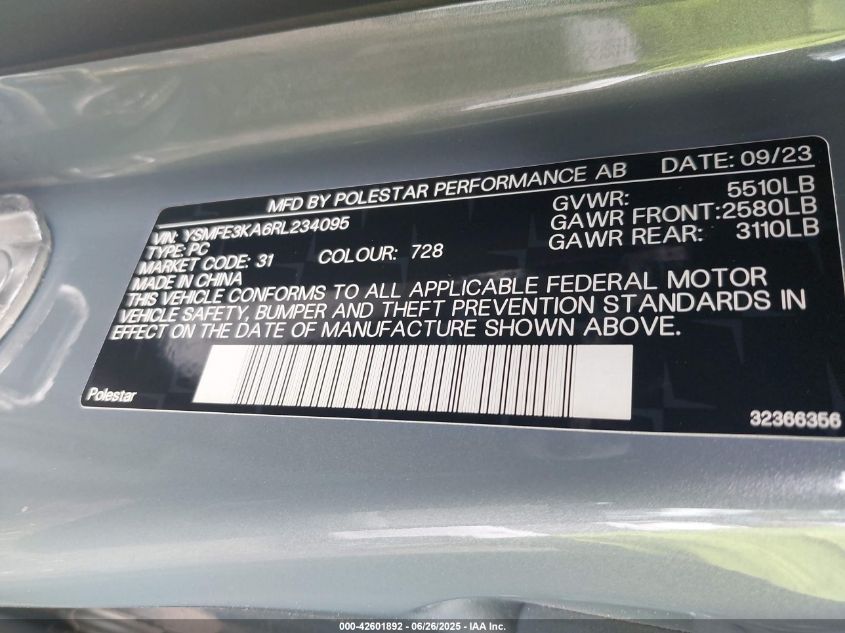 MFD BY POLESTAR PERFORMANCE AB DATE: 09/23
VIN: YSMFE3KA6RL234095 GVWR: 5510LB
TYPE: PC GAWR FRONT:2580LB
MARKET CODE: 31 COLOUR: 728 GAWR REAR: 3110LB
MADE IN CHINA
THIS VEHICLE CONFORMS TO ALL APPLICABLE FEDERAL MOTOR
VEHICLE SAFETY, BUMPER AND THEFT PREVENTION STANDARDS IN
EFFECT ON THE DATE OF MANUFACTURE SHOWN ABOVE.
Polestar 32366356
000-42601892 - 06/26/2025 - IAA Inc.